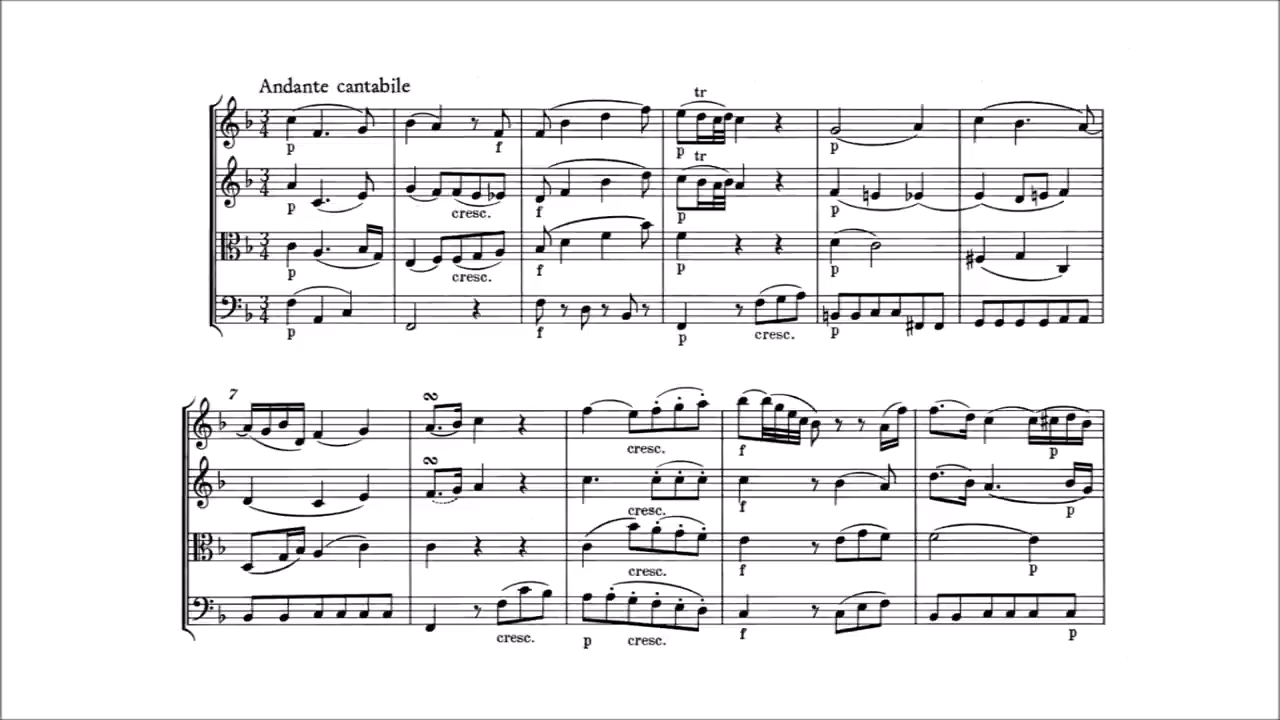 Andante cantabile
tr
p f p p
tr
p cresc. f p p
p cresc. f p p
p f p cresc. p
7
cresc. f p
cresc. f p
cresc. f p
cresc. p cresc. f p